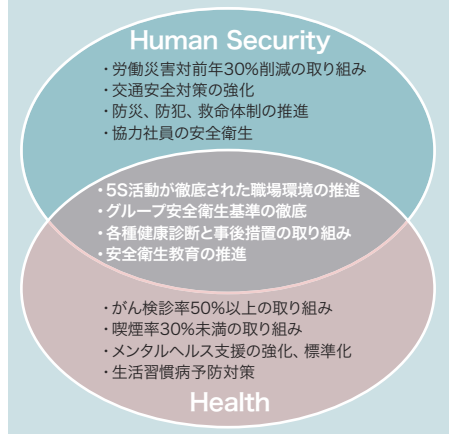 Human Security
・労働災害対前年30%削減の取り組み
・交通安全対策の強化
・防災、防犯、救命体制の推進
・協力社員の安全衛生
・5S活動が徹底された職場環境の推進
・グループ安全衛生基準の徹底
・各種健康診断と事後措置の取り組み
・安全衛生教育の推進
・がん検診率50%以上の取り組み
・喫煙率30%未満の取り組み
・メンタルヘルス支援の強化、標準化
・生活習慣病予防対策
Health